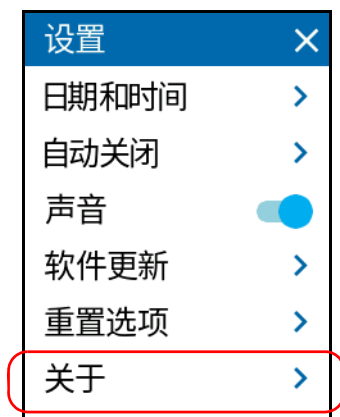 设置
日期和时间
自动关闭
声音
软件更新
重置选项
关于